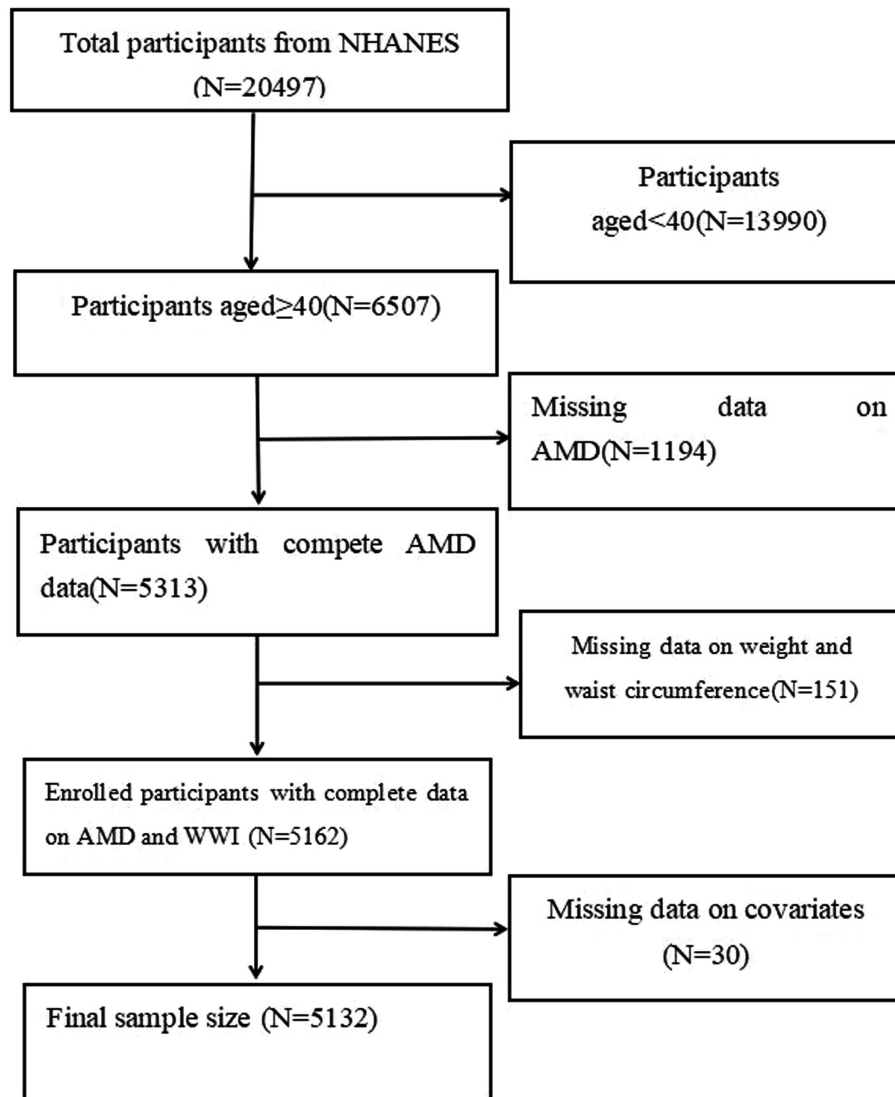 Total participants from NHANES
(N=20497)
Participants
aged<40(N=13990)
Participants aged≥40(N=6507)
Missing data on
AMD(N=1194)
Participants with compete AMD
data(N=5313)
Missing data on weight and
waist circumference(N=151)
Enrolled participants with complete data
on AMD and WWI (N=5162)
Missing data on covariates
(N=30)
Final sample size (N=5132)